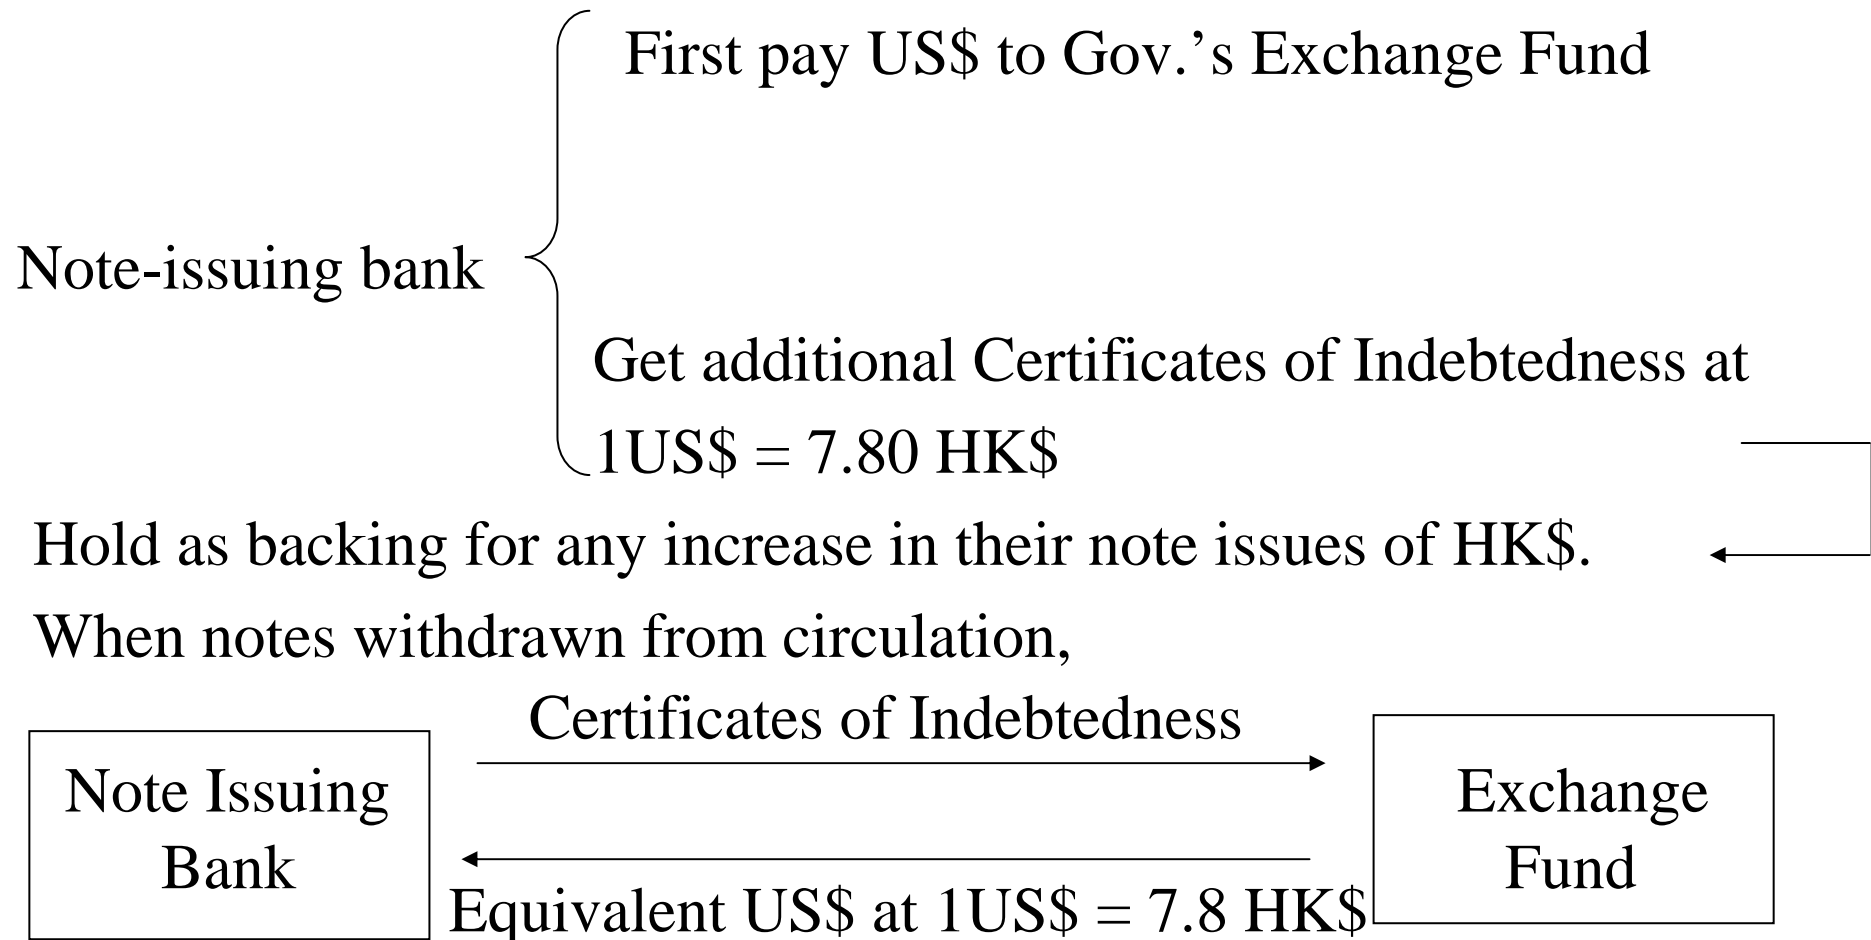 First pay US$ to Gov.’s Exchange Fund
Note-issuing bank
Get additional Certificates of Indebtedness at
1US$ = 7.80 HK$
Hold as backing for any increase in their note issues of HK$.
When notes withdrawn from circulation,
Certificates of Indebtedness
Note Issuing
Bank
Exchange
Fund
Equivalent US$ at 1US$ = 7.8 HK$